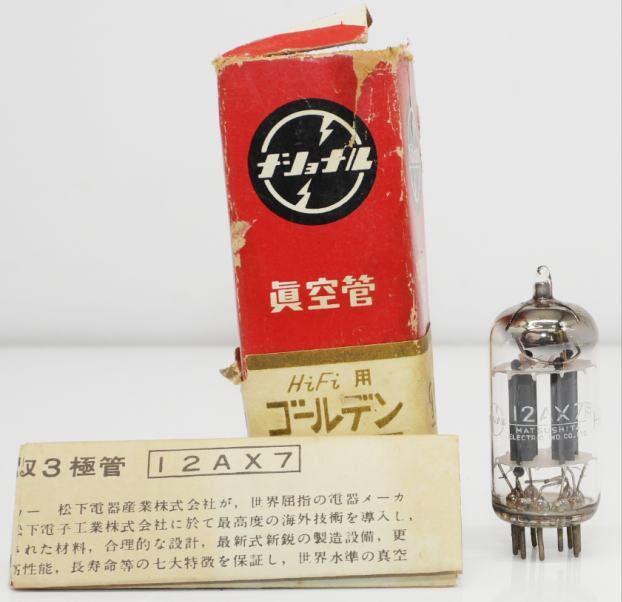 ナショナル
眞空管
HiFi用
ゴールデン
双3極管 12AX7
ー 松下電器産業株式会社が，世界屈指の電器メーカ
松下電子工業株式会社に於て最高度の海外技術を導入し，
された材料，合理的な設計，最新式新鋭の製造設備，更
高性能，長寿命等の七大特徴を保証し，世界水準の真空
12AX7
MATSUSHITA
ELECTRONICS CO.LTD.